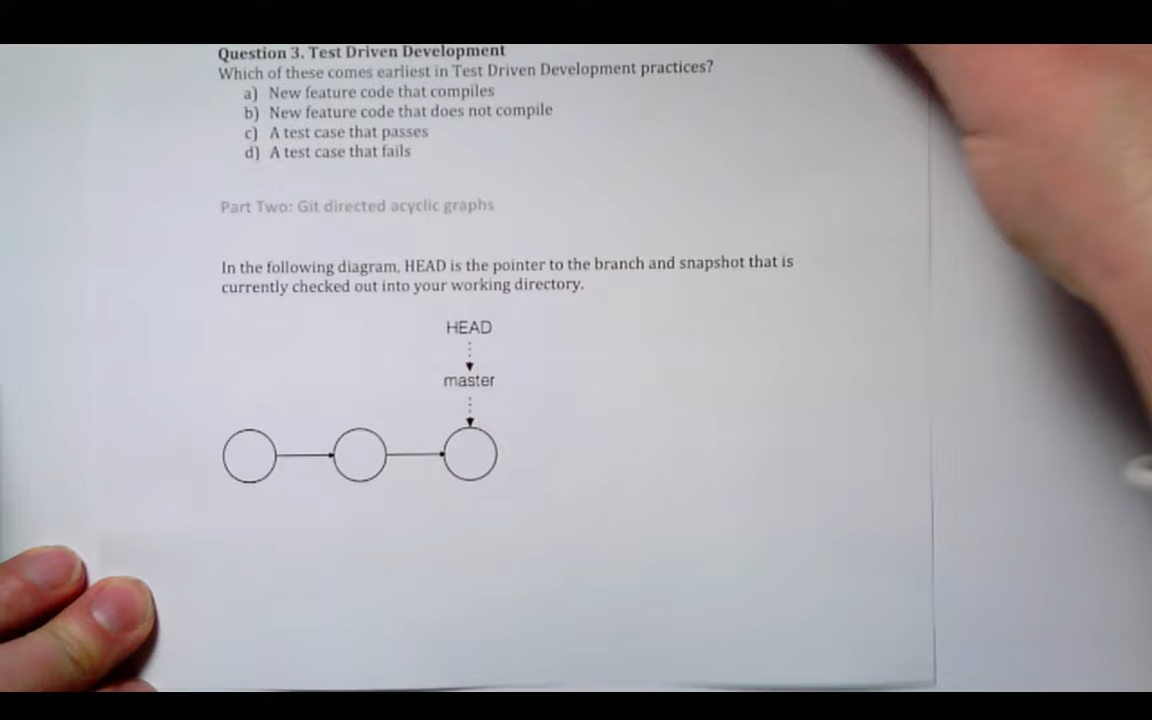 Question 3. Test Driven Development
Which of these comes earliest in Test Driven Development practices?
a) New feature code that compiles
b) New feature code that does not compile
c) A test case that passes
d) A test case that fails
Part Two: Git directed acyclic graphs
In the following diagram, HEAD is the pointer to the branch and snapshot that is
currently checked out into your working directory.
HEAD
master